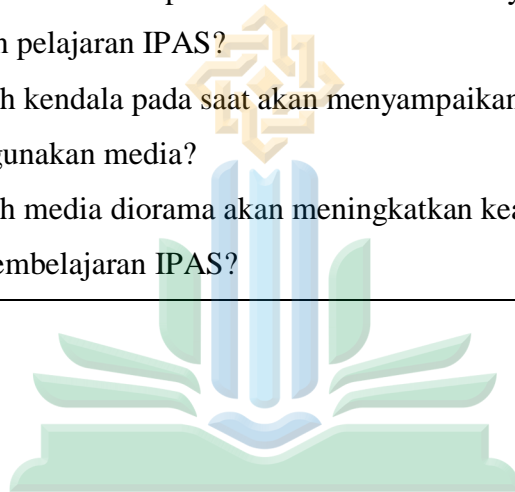 n pelajaran IPAS?
h kendala pada saat akan menyampaikan
gunakan media?
h media diorama akan meningkatkan kea
embelajaran IPAS?